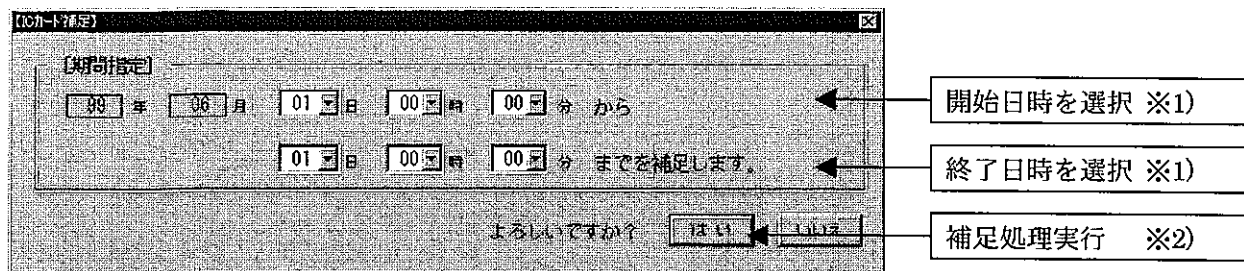 【ICカード補足】
[期間指定]
99 年 06 月 01 日 00 時 00 分 から
01 日 00 時 00 分 までを補足します。
よろしいですか? はい いいえ
開始日時を選択 ※1)
終了日時を選択 ※1)
補足処理実行 ※2)